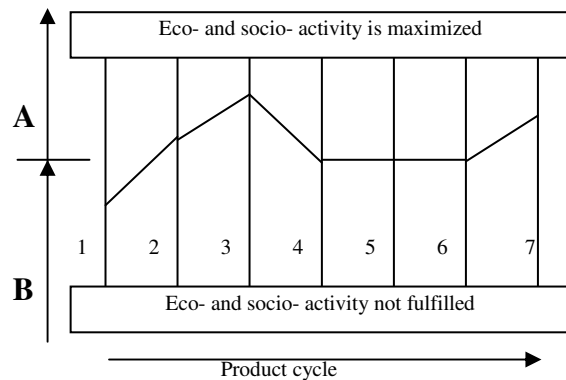 Eco- and socio- activity is maximized
A
1 2 3 4 5 6 7
B
Eco- and socio- activity not fulfilled
Product cycle